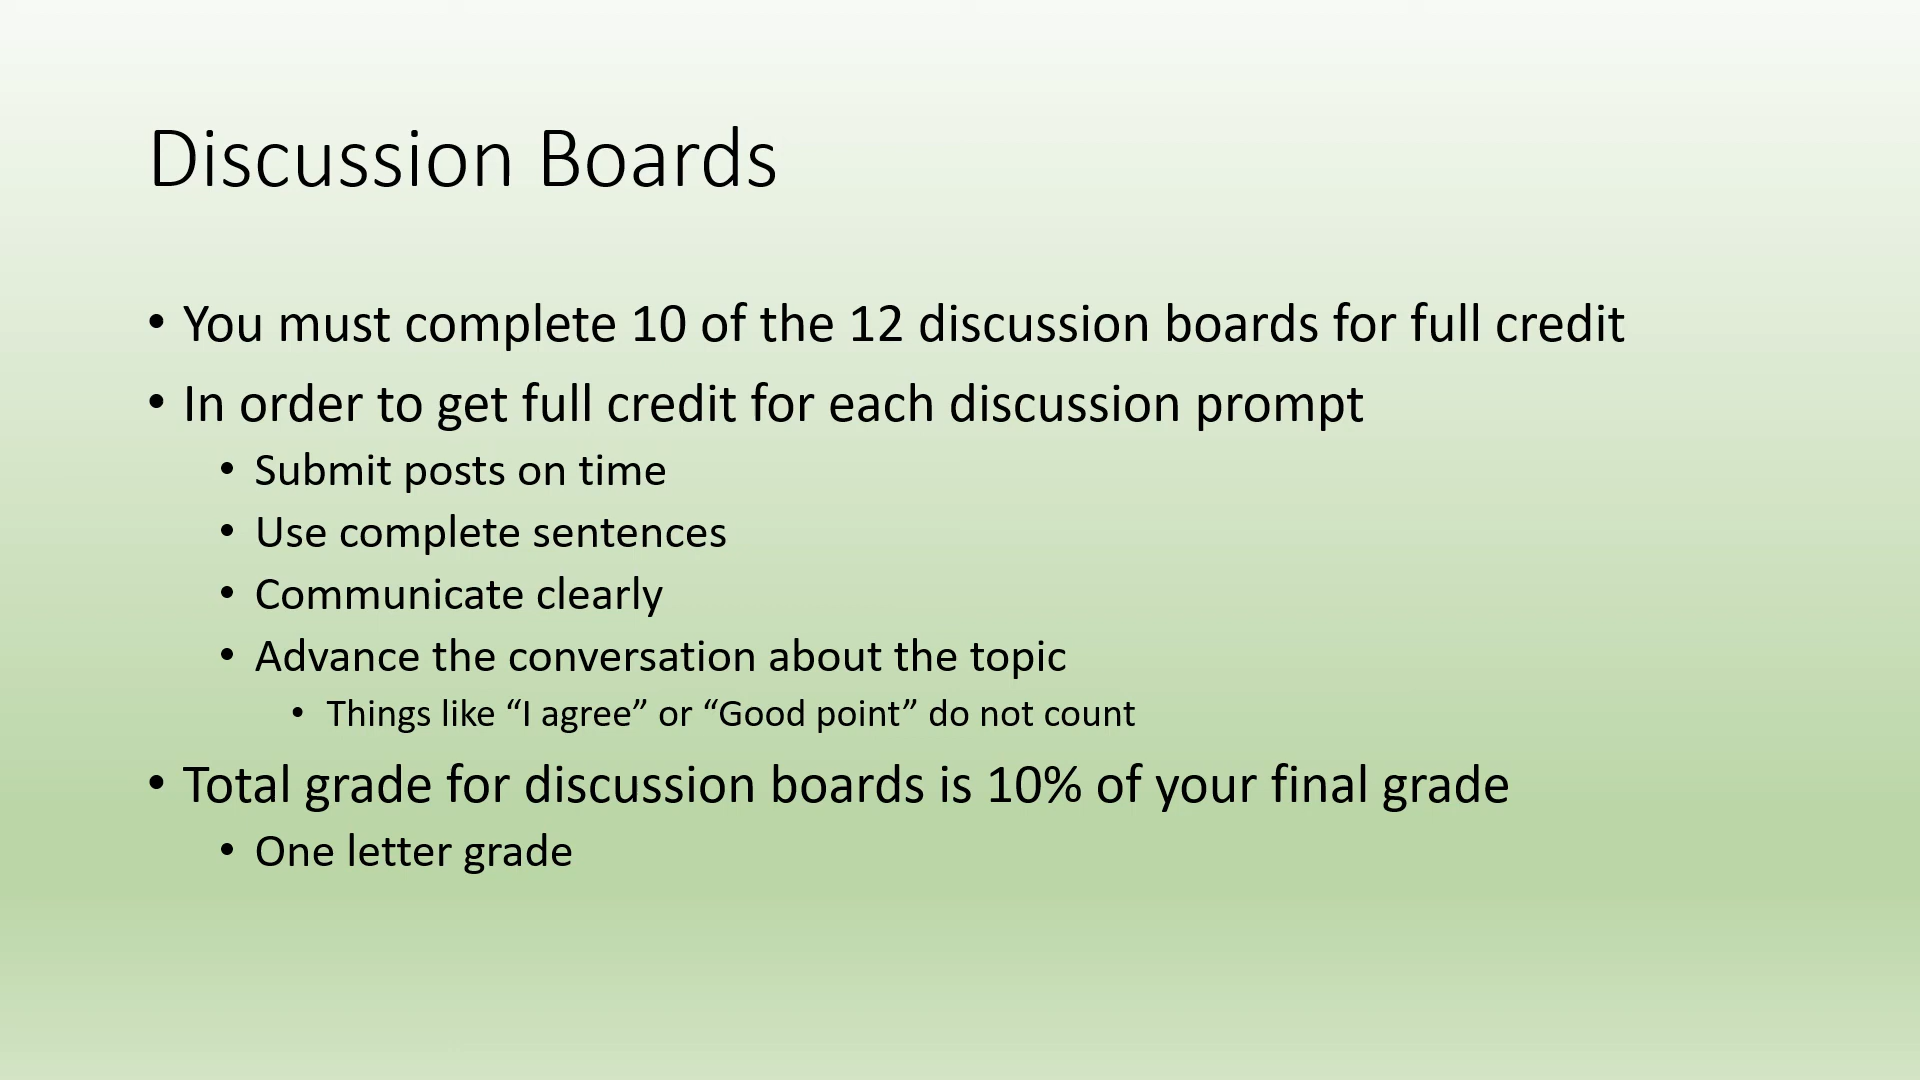 Discussion Boards
• You must complete 10 of the 12 discussion boards for full credit
• In order to get full credit for each discussion prompt
• Submit posts on time
• Use complete sentences
• Communicate clearly
• Advance the conversation about the topic
• Things like “I agree” or “Good point” do not count
• Total grade for discussion boards is 10% of your final grade
• One letter grade